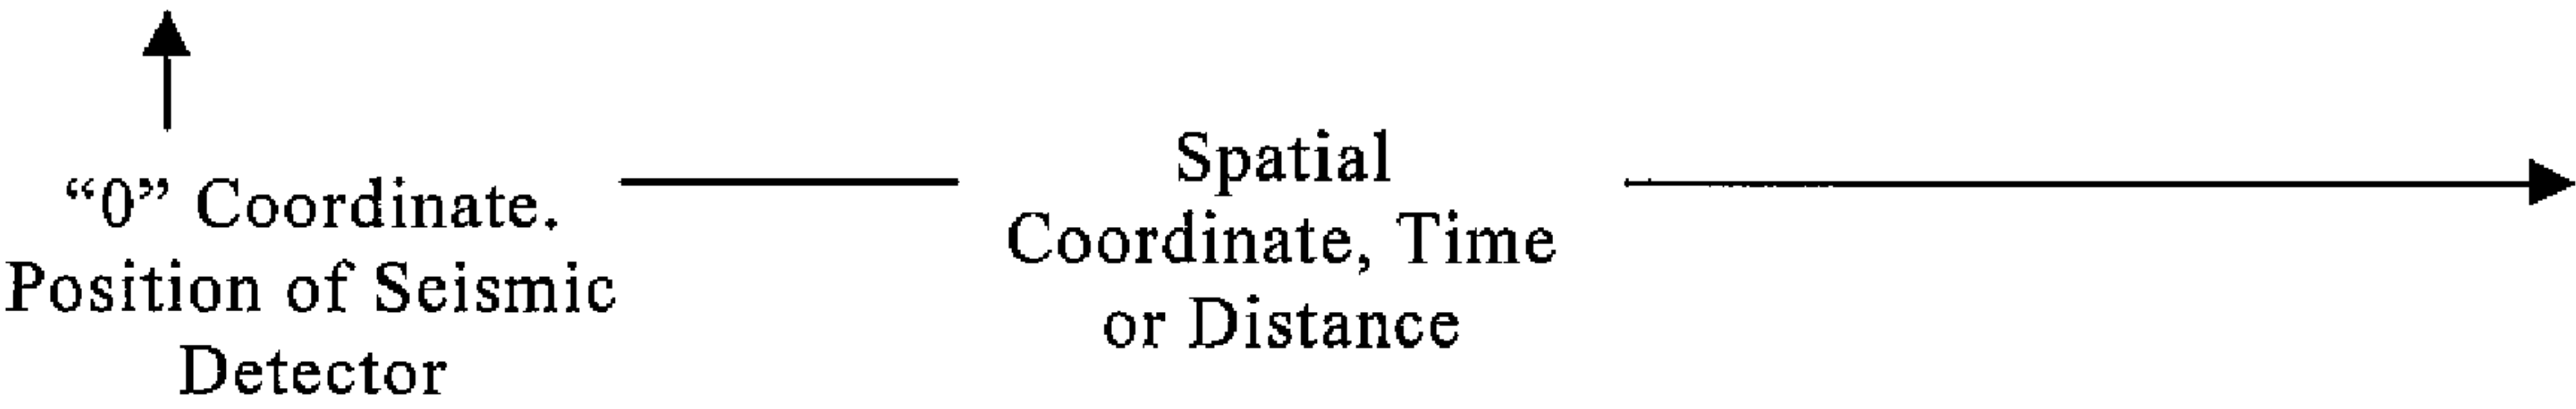 “0” Coordinate.
Position of Seismic
Detector
Spatial
Coordinate, Time
or Distance